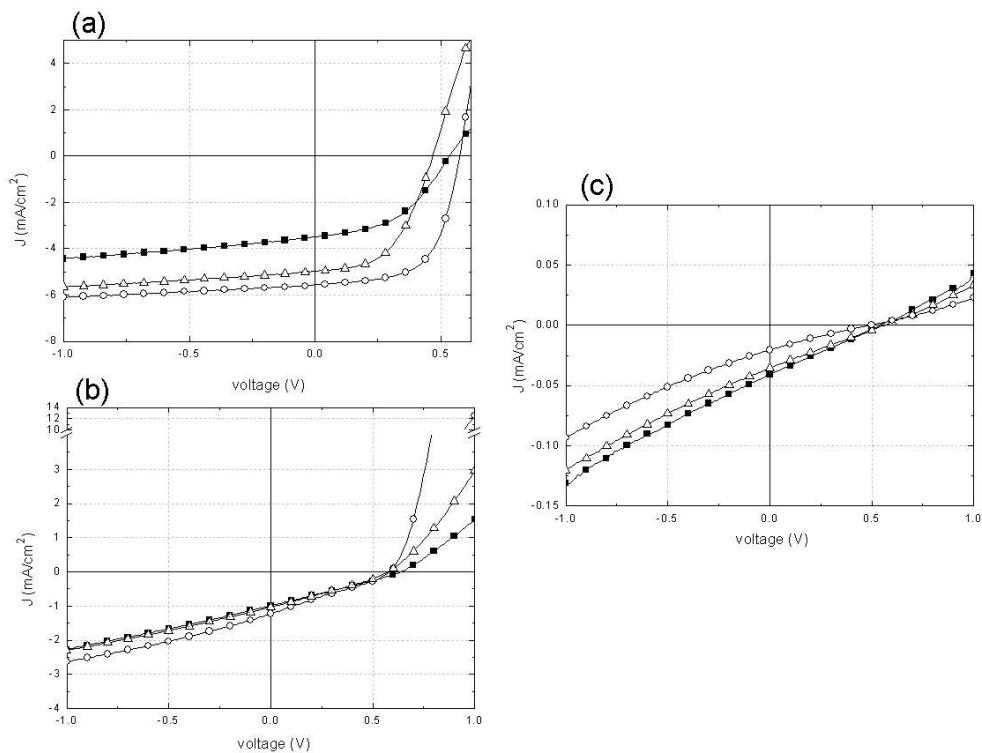 (a)
4
2
0
-2
-4
-6
-8
J (mA/cm²)
-1.0 -0.5 0.0 0.5
voltage (V)
(b)
14
12
10
3
2
1
0
-1
-2
-3
-4
J (mA/cm²)
-1.0 -0.5 0.0 0.5 1.0
voltage (V)
(c)
0.10
0.05
0.00
-0.05
-0.10
-0.15
J (mA/cm²)
-1.0 -0.5 0.0 0.5 1.0
voltage (V)